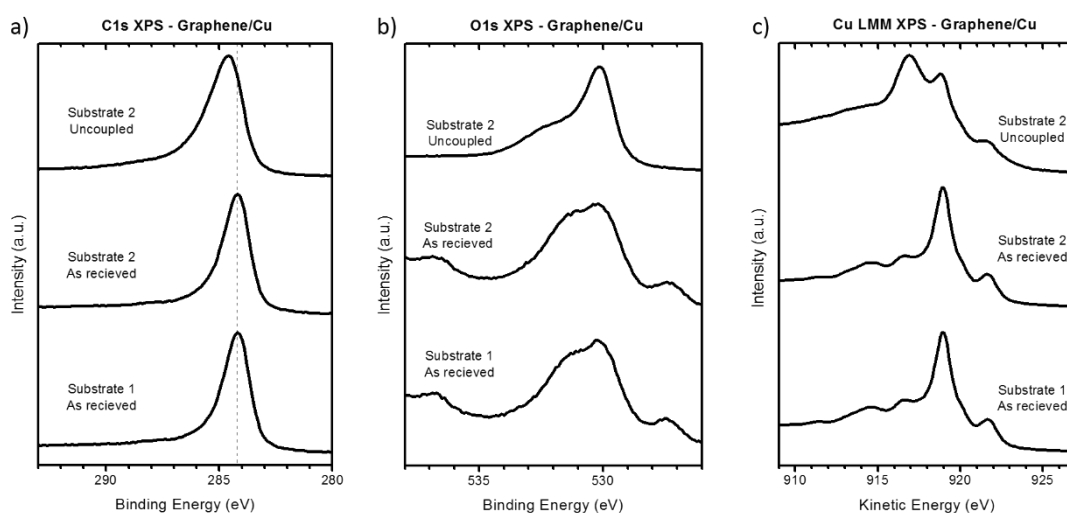 a)
C1s XPS - Graphene/Cu
Substrate 2
Uncoupled
Substrate 2
As recieved
Substrate 1
As recieved
Intensity (a.u.)
290
285
280
Binding Energy (eV)
b)
O1s XPS - Graphene/Cu
Substrate 2
Uncoupled
Substrate 2
As recieved
Substrate 1
As recieved
Intensity (a.u.)
535
530
Binding Energy (eV)
c)
Cu LMM XPS - Graphene/Cu
Substrate 2
Uncoupled
Substrate 2
As recieved
Substrate 1
As recieved
Intensity (a.u.)
910
915
920
925
Kinetic Energy (eV)